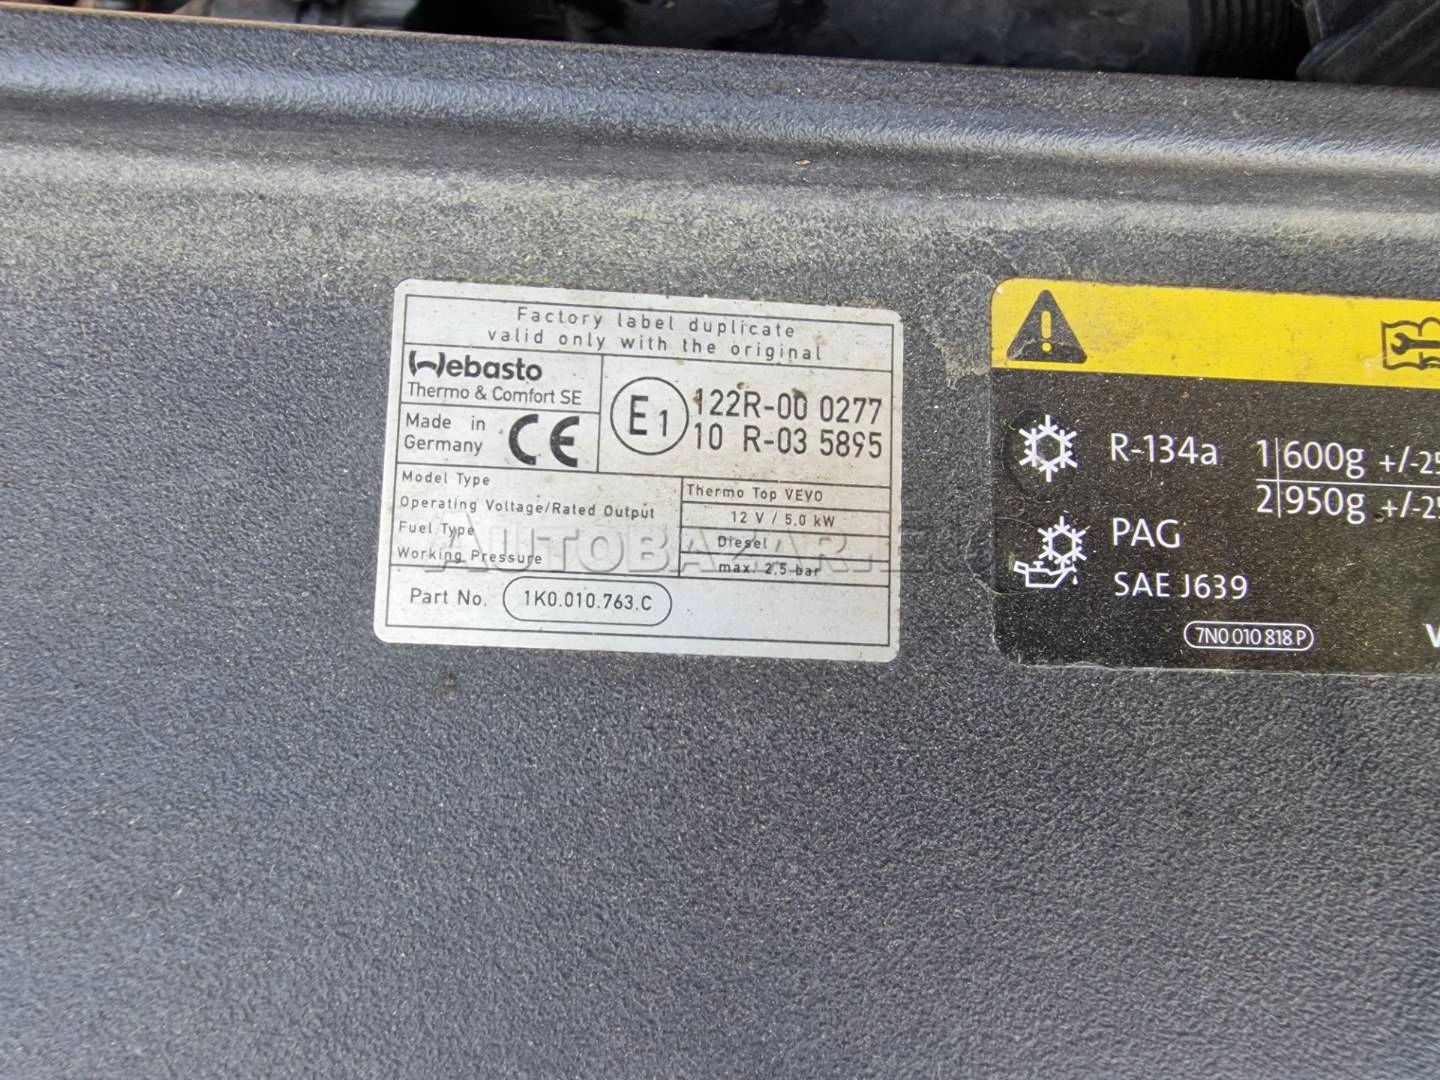 Factory label duplicate
valid only with the original
Webasto
Thermo & Comfort SE
Made in
Germany
CE
E1
122R-00 0277
10 R-03 5895
Model Type Thermo Top VEVO
Operating Voltage/Rated Output 12 V / 5,0 kW
Fuel Type Diesel
Working Pressure max. 2,5 bar
Part No. 1K0.010.763.C
R-134a 1 600g +/-25
2 950g +/-25
PAG
SAE J639
7N0 010 818 P
AUTOBAZAR.E